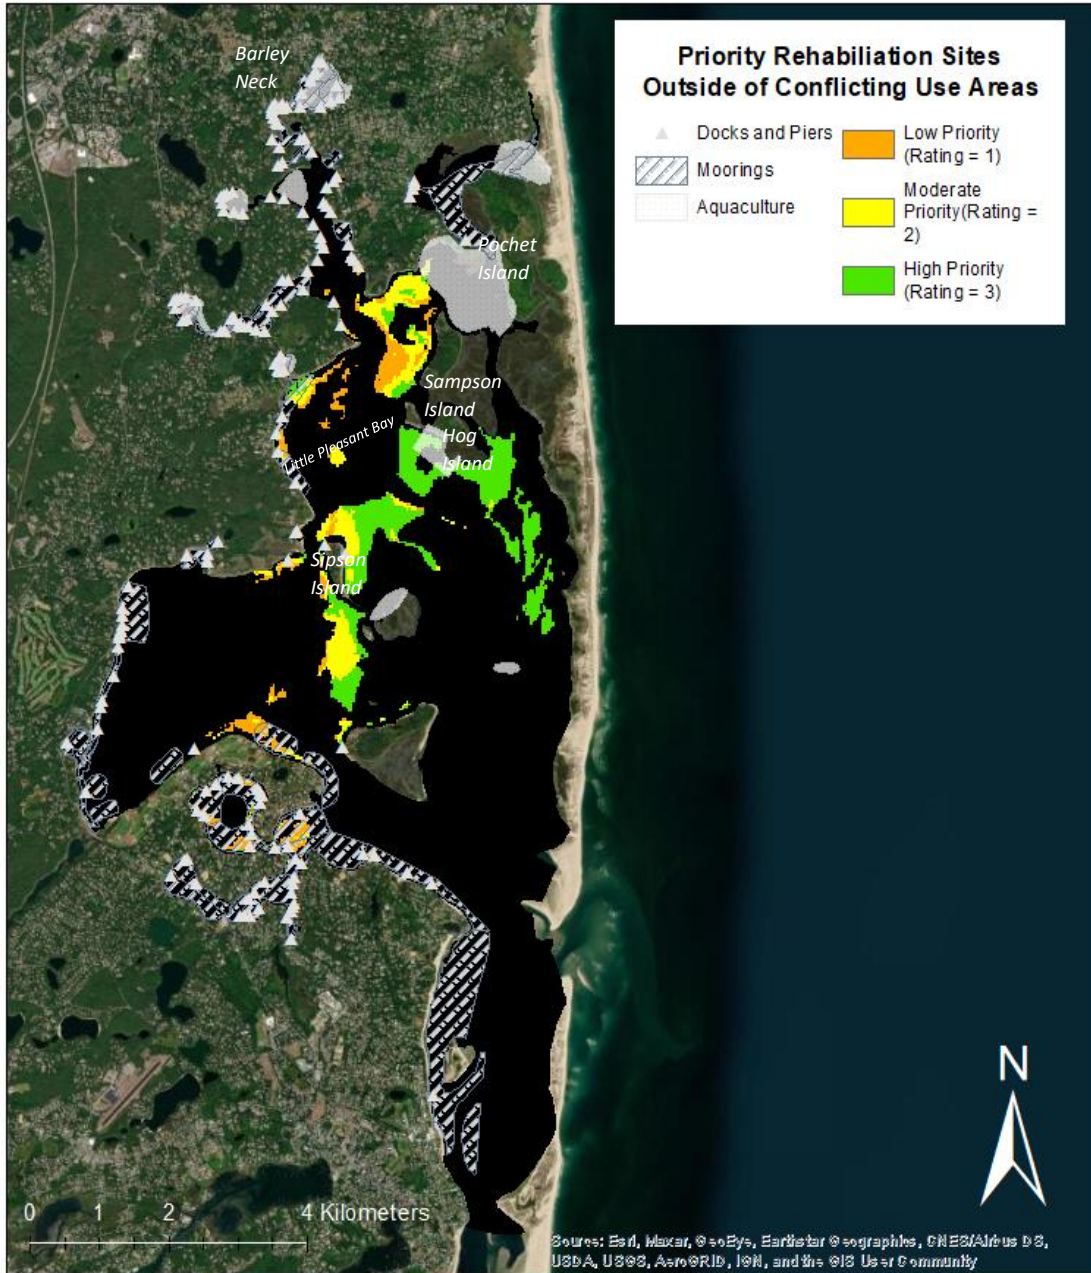 Barley
Neck
Priority Rehabiliation Sites
Outside of Conflicting Use Areas
Docks and Piers
Moorings
Aquaculture
Low Priority
(Rating = 1)
Moderate
Priority(Rating =
2)
High Priority
(Rating = 3)
Pochet
Island
Sampson
Island
Little Pleasant Bay
Hog
Island
Sipson
Island
N
0 1 2 4 Kilometers
Source: Esri, Maxar, GeoEye, Earthstar Geographics, CNES/Airbus DS,
USDA, USGS, AeroGRID, IGN, and the GIS User Community